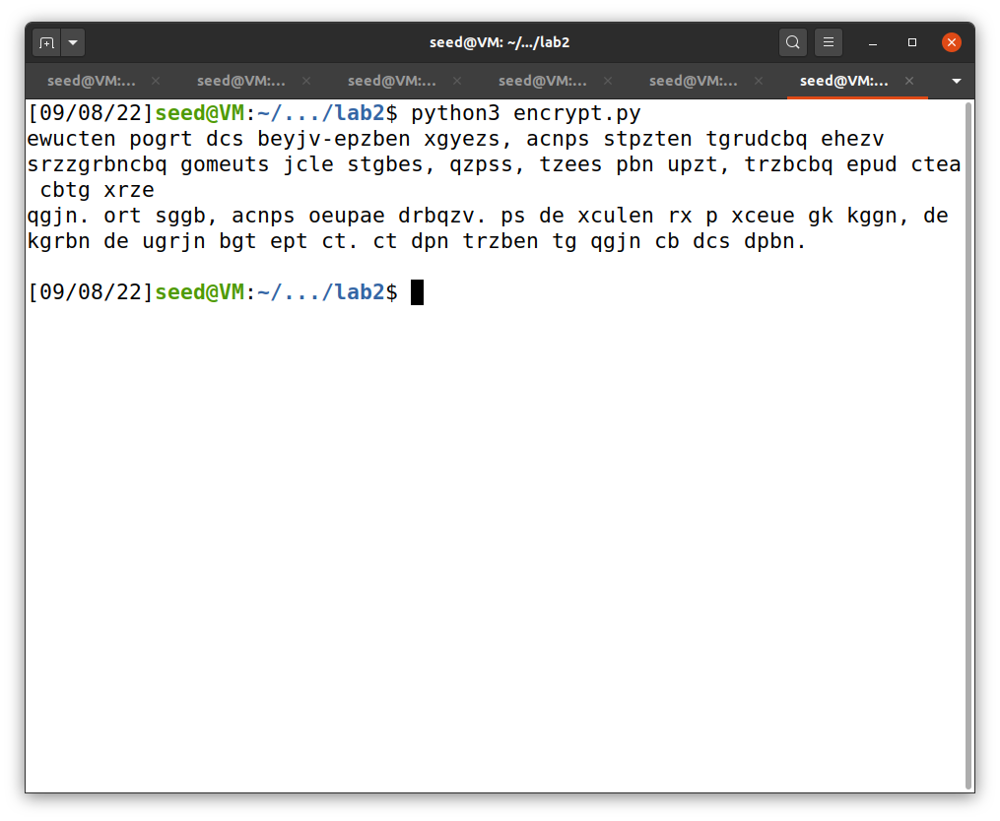 seed@VM: ~/.../lab2
seed@VM:... seed@VM:... seed@VM:... seed@VM:... seed@VM:... seed@VM:...
[09/08/22]seed@VM:~/.../lab2$ python3 encrypt.py
ewucten pogrt dcs beyjv-epzben xgyezs, acnps stpzten tgrudcbq ehezv
srzzgrbncbq gomeuts jcle stgbes, qzpss, tzees pbn upzt, trzbcbq epud ctea
 cbtg xrze
qgjn. ort sggb, acnps oeupae drbqzv. ps de xculen rx p xceue gk kggn, de
kgrbn de ugrjn bgt ept ct. ct dpn trzben tg qgjn cb dcs dpbn.
[09/08/22]seed@VM:~/.../lab2$